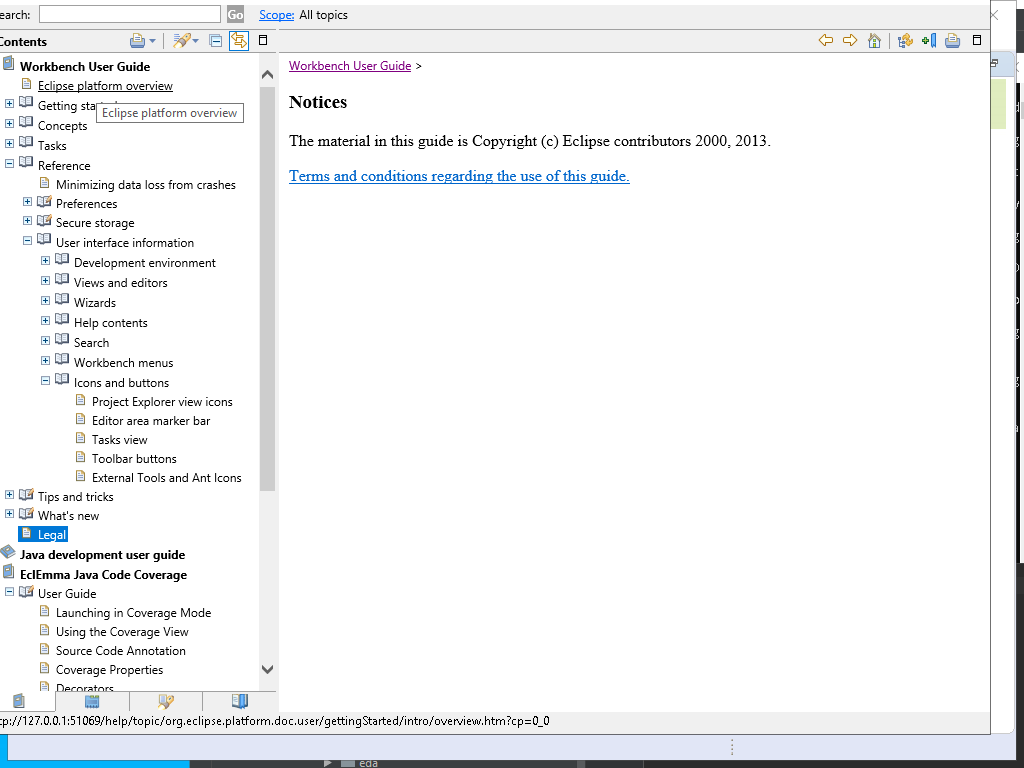 earch:
Go
Scope: All topics
Contents
Workbench User Guide
Eclipse platform overview
Getting
Eclipse platform overview
Concepts
Tasks
Reference
Minimizing data loss from crashes
Preferences
Secure storage
User interface information
Development environment
Views and editors
Wizards
Help contents
Search
Workbench menus
Icons and buttons
Project Explorer view icons
Editor area marker bar
Tasks view
Toolbar buttons
External Tools and Ant Icons
Tips and tricks
What's new
Legal
Java development user guide
EclEmma Java Code Coverage
User Guide
Launching in Coverage Mode
Using the Coverage View
Source Code Annotation
Coverage Properties
Decorators
Workbench User Guide >
Notices
The material in this guide is Copyright (c) Eclipse contributors 2000, 2013.
Terms and conditions regarding the use of this guide.
cp://127.0.0.1:51069/help/topic/org.eclipse.platform.doc.user/gettingStarted/intro/overview.htm?cp=0_0
eda